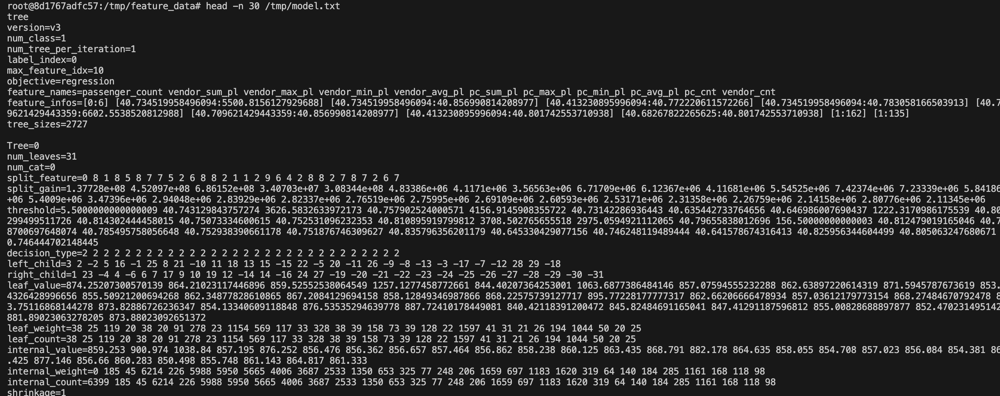 root@8d1767adfc57:/tmp/feature_data# head -n 30 /tmp/model.txt
tree
version=v3
num_class=1
num_tree_per_iteration=1
label_index=0
max_feature_idx=10
objective=regression
feature_names=passenger_count vendor_sum_pl vendor_max_pl vendor_min_pl vendor_avg_pl pc_sum_pl pc_max_pl pc_min_pl pc_avg_pl pc_cnt vendor_cnt
feature_infos=[0:6] [40.734519958496094:5500.8156127929688] [40.734519958496094:40.856990814208977] [40.413230895996094:40.772220611572266] [40.734519958496094:40.783058166503913] [40.7
9621429443359:6602.5538520812988] [40.709621429443359:40.856990814208977] [40.413230895996094:40.801742553710938] [40.68267822265625:40.801742553710938] [1:162] [1:135]
tree_sizes=2727
Tree=0
num_leaves=31
num_cat=0
split_feature=0 8 1 8 5 8 7 7 5 2 6 8 8 2 1 1 2 9 6 4 2 8 8 2 7 8 7 2 6 7
split_gain=1.37728e+08 4.52097e+08 6.86152e+08 3.40703e+07 3.08344e+08 4.83386e+06 4.1171e+06 3.56563e+06 6.71709e+06 6.12367e+06 4.11681e+06 5.54525e+06 7.42374e+06 7.23339e+06 5.84186
+06 5.4009e+06 3.47396e+06 2.94048e+06 2.83929e+06 2.82337e+06 2.76519e+06 2.75995e+06 2.69109e+06 2.60593e+06 2.53171e+06 2.31358e+06 2.26759e+06 2.14158e+06 2.80776e+06 2.11345e+06
threshold=5.5000000000000009 40.743129843757274 3626.5832633972173 40.757902524000571 4156.9145908355722 40.73142286936443 40.635442733764656 40.646986007690437 1222.3170986175539 40.80
299499511726 40.814302444458015 40.75073334600615 40.752531096232353 40.810895919799812 3708.502765655518 2975.0594921112065 40.79655838012696 156.50000000000003 40.812479019165046 40.7
8700697648074 40.785495758056648 40.752938390661178 40.751876746309627 40.835796356201179 40.645330429077156 40.746248119489444 40.641578674316413 40.825956344604499 40.805063247680671
0.746444702148445
decision_type=2 2 2 2 2 2 2 2 2 2 2 2 2 2 2 2 2 2 2 2 2 2 2 2 2 2 2 2 2 2
left_child=3 2 -2 5 16 -1 25 8 21 -10 11 18 13 15 -15 22 -5 20 -11 26 -9 -8 -13 -3 -17 -7 -12 28 29 -18
right_child=1 23 -4 4 -6 6 7 17 9 10 19 12 -14 14 -16 24 27 -19 -20 -21 -22 -23 -24 -25 -26 -27 -28 -29 -30 -31
leaf_value=874.25207300570139 864.21023117446896 859.52552538064549 1257.1277458772661 844.40207364253001 1063.6877386484146 857.07594555232288 862.63897220614319 871.5945787673619 853.
4326428996656 855.50921200694268 862.34877828610865 867.2084129694158 858.12849346987866 868.22575739127717 895.77228177777317 862.66206666478934 857.03612179773154 868.27484670792478 8
3.75116868144278 873.82886726236347 854.13340609118848 876.53535294639778 887.72410178449081 840.42118391200472 845.82484691165041 847.41291187596812 855.00828688897877 852.470231495142
881.89023063278205 873.88023092651372
leaf_weight=38 25 119 20 38 20 91 278 23 1154 569 117 33 328 38 39 158 73 39 128 22 1597 41 31 21 26 194 1044 50 20 25
leaf_count=38 25 119 20 38 20 91 278 23 1154 569 117 33 328 38 39 158 73 39 128 22 1597 41 31 21 26 194 1044 50 20 25
internal_value=859.253 900.974 1038.84 857.195 876.252 856.476 856.362 856.657 857.464 856.862 858.238 860.125 863.435 868.791 882.178 864.635 858.055 854.708 857.023 856.084 854.381 86
.425 877.146 856.66 860.283 850.498 855.748 861.143 864.817 861.333
internal_weight=0 185 45 6214 226 5988 5950 5665 4006 3687 2533 1350 653 325 77 248 206 1659 697 1183 1620 319 64 140 184 285 1161 168 118 98
internal_count=6399 185 45 6214 226 5988 5950 5665 4006 3687 2533 1350 653 325 77 248 206 1659 697 1183 1620 319 64 140 184 285 1161 168 118 98
shrinkage=1